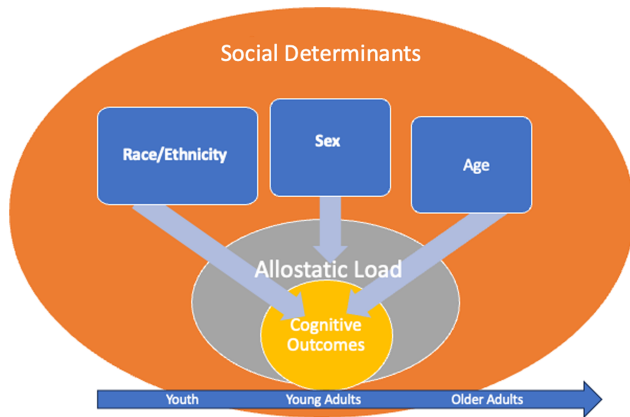 Social Determinants
Race/Ethnicity
Sex
Age
Allostatic Load
Cognitive
Outcomes
Youth
Young Adults
Older Adults